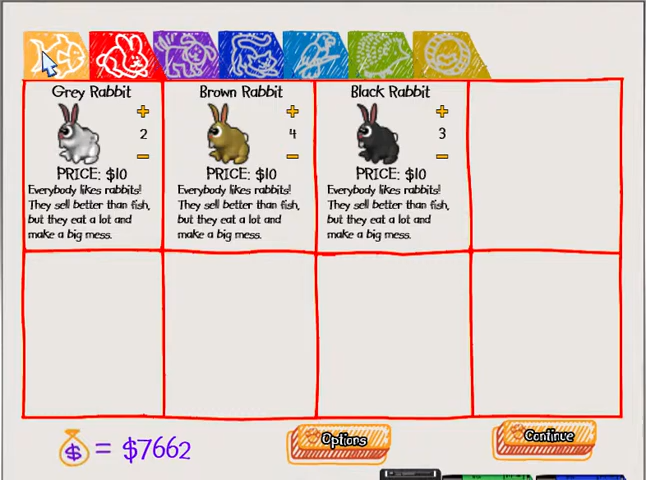 Grey Rabbit
+
2
–
PRICE: $10
Everybody likes rabbits!
They sell better than fish,
but they eat a lot and
make a big mess.
Brown Rabbit
+
4
–
PRICE: $10
Everybody likes rabbits!
They sell better than fish,
but they eat a lot and
make a big mess.
Black Rabbit
+
3
–
PRICE: $10
Everybody likes rabbits!
They sell better than fish,
but they eat a lot and
make a big mess.
$ = $7662
Options
Continue